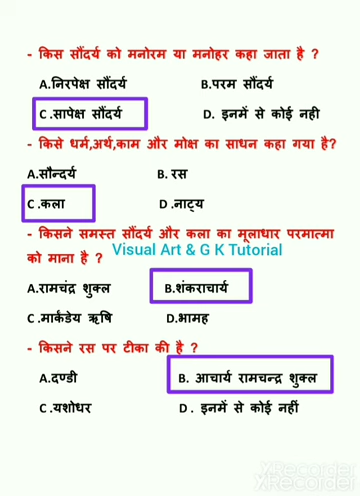 - किस सौंदर्य को मनोरम या मनोहर कहा जाता है ?
A.निरपेक्ष सौंदर्य B.परम सौंदर्य
C .सापेक्ष सौंदर्य D. इनमें से कोई नही
- किसे धर्म,अर्थ,काम और मोक्ष का साधन कहा गया है?
A.सौन्दर्य B. रस
C .कला D .नाट्य
- किसने समस्त सौंदर्य और कला का मूलाधार परमात्मा
Visual Art & G K Tutorial
को माना है ?
A.रामचंद्र शुक्ल B.शंकराचार्य
C .मार्कडेय ऋषि D.भामह
- किसने रस पर टीका की है ?
A.दण्डी B. आचार्य रामचन्द्र शुक्ल
C .यशोधर D . इनमें से कोई नहीं
XRecorder
XRecorder